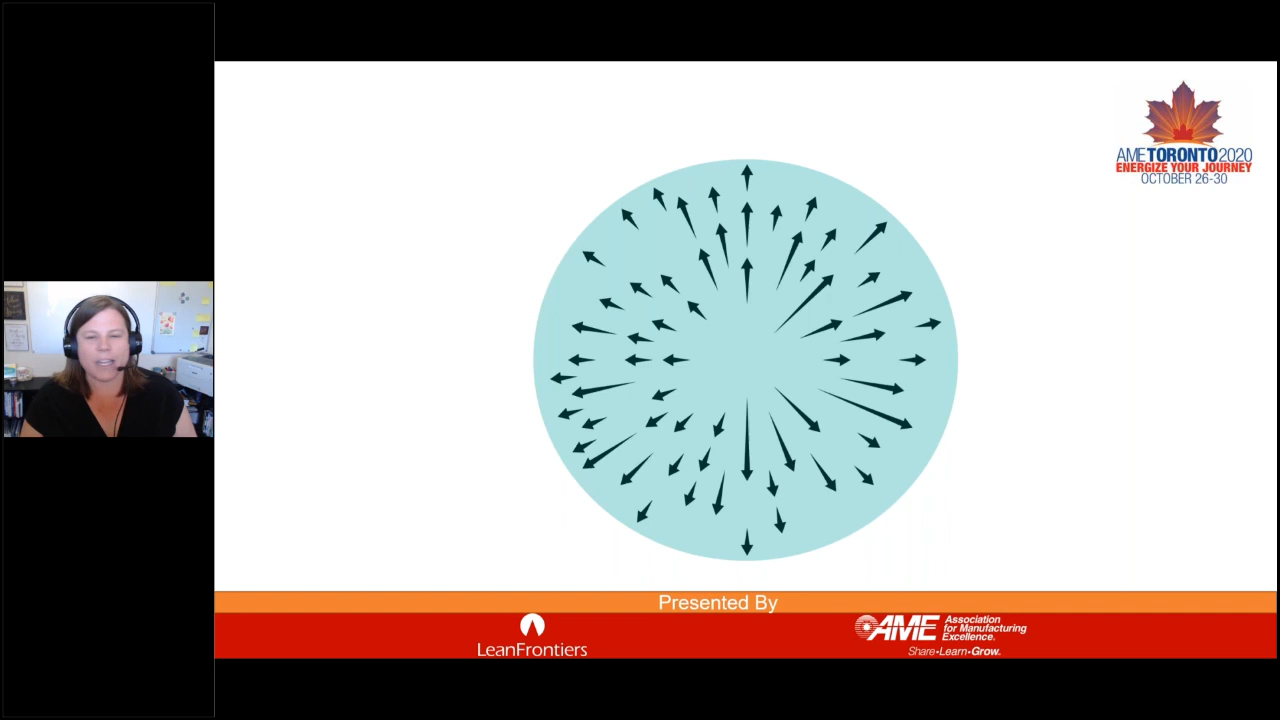 AMETORONTO2020
ENERGIZE YOUR JOURNEY
OCTOBER 26-30
Presented By
LeanFrontiers
AME Association
for Manufacturing
Excellence.
Share•Learn•Grow.